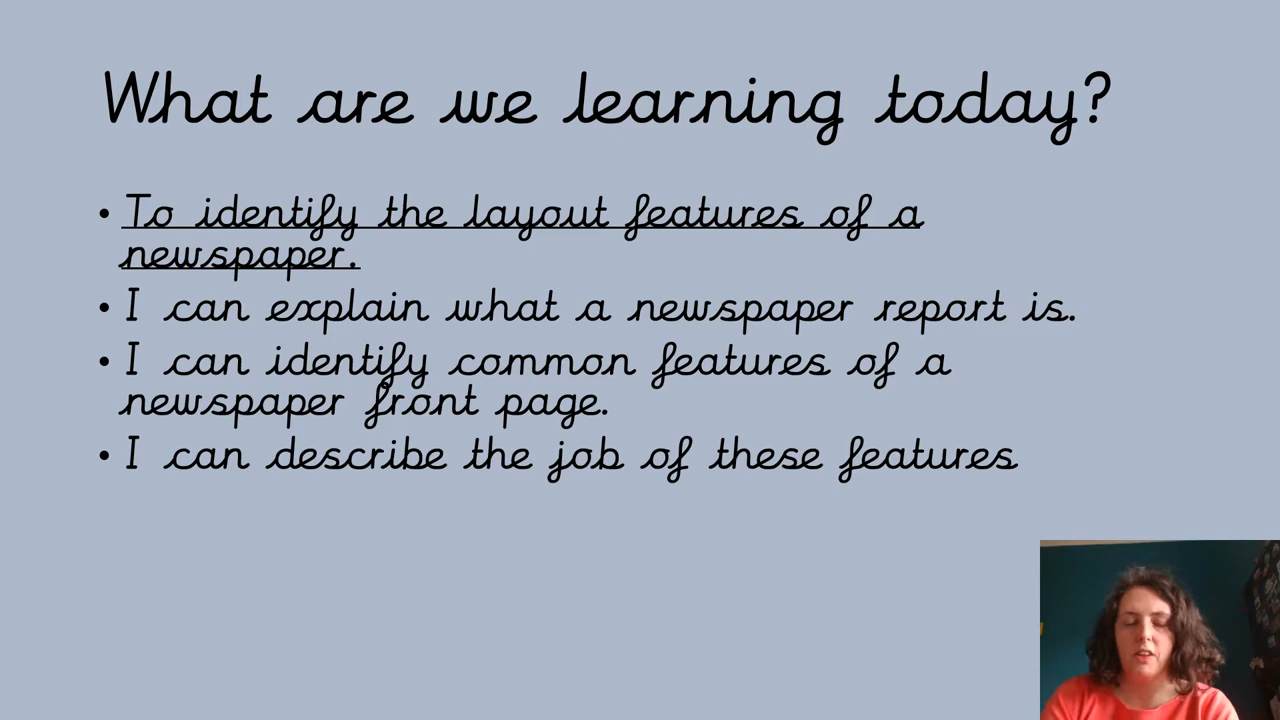 What are we learning today?
• To identify the layout features of a
newspaper.
• I can explain what a newspaper report is.
• I can identify common features of a
newspaper front page.
• I can describe the job of these features